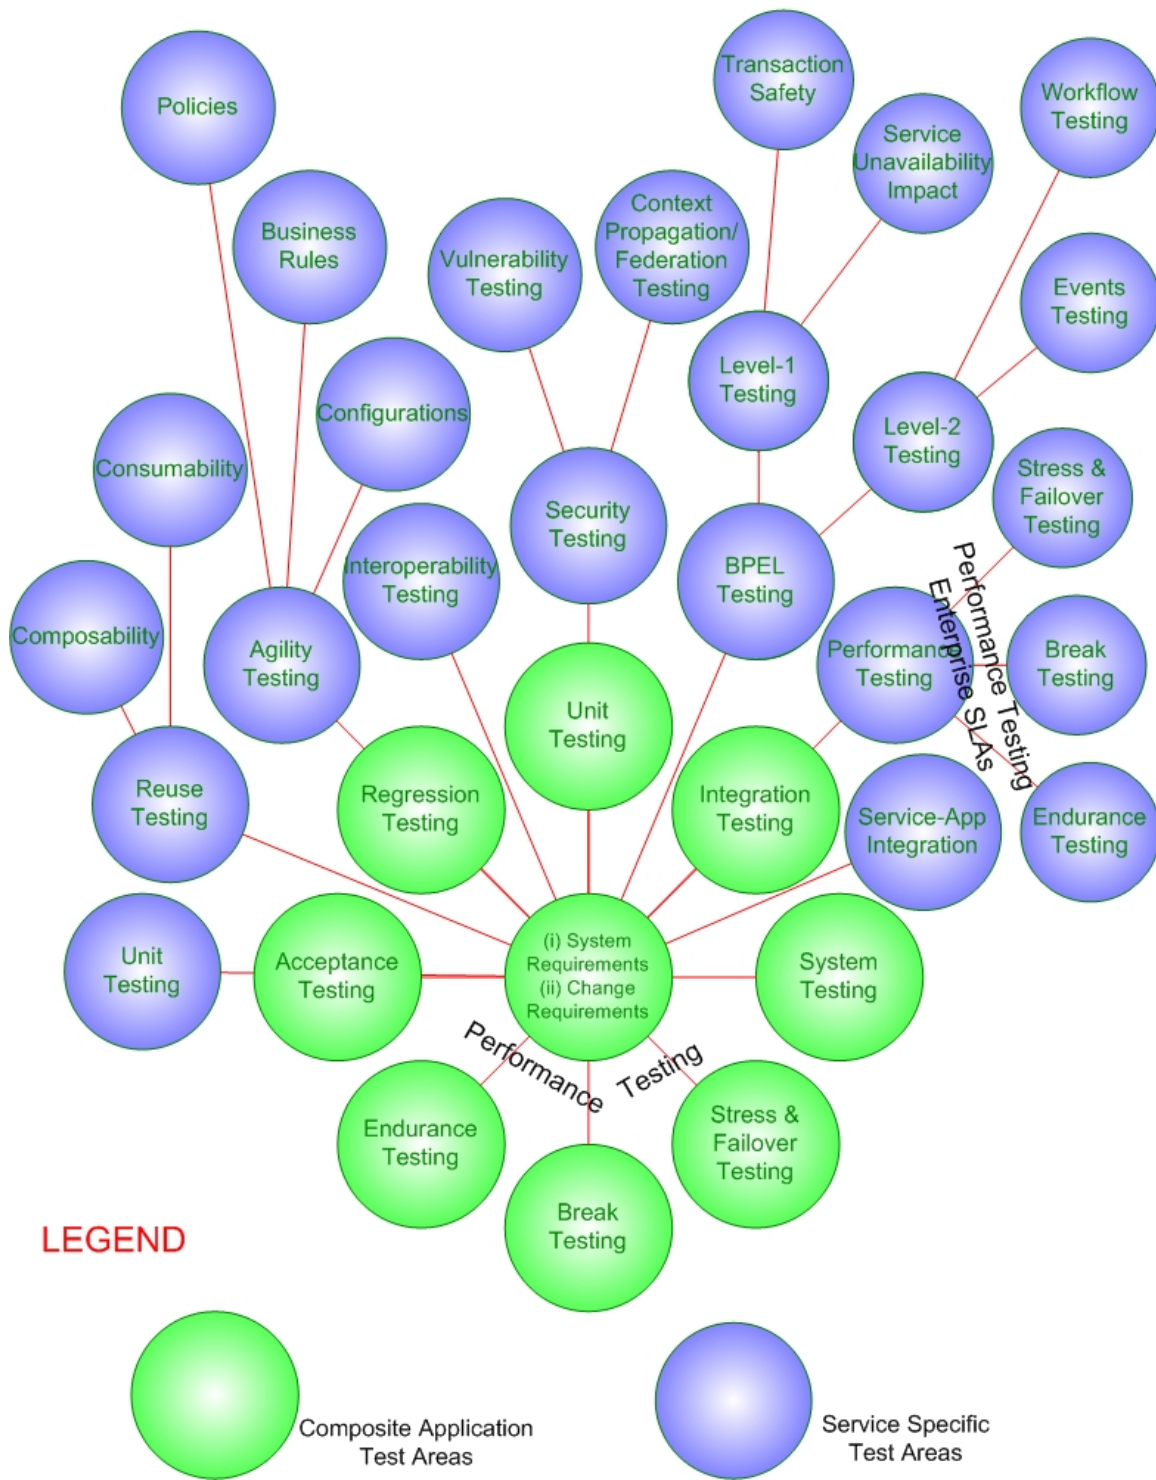 Transaction
Safety
Workflow
Testing
Policies
Service
Unavailability
Impact
Business
Rules
Vulnerability
Testing
Context
Propagation/
Federation
Testing
Events
Testing
Level-1
Testing
Configurations
Level-2
Testing
Consumability
Security
Testing
Stress &
Failover
Testing
Interoperability
Testing
BPEL
Testing
Performance Testing
Enterprise SLAs
Composability
Agility
Testing
Performance
Testing
Break
Testing
Unit
Testing
Reuse
Testing
Regression
Testing
Integration
Testing
Service-App
Integration
Endurance
Testing
Unit
Testing
Acceptance
Testing
(i) System
Requirements
(ii) Change
Requirements
System
Testing
Performance Testing
Endurance
Testing
Stress &
Failover
Testing
Break
Testing
LEGEND
Composite Application
Test Areas
Service Specific
Test Areas